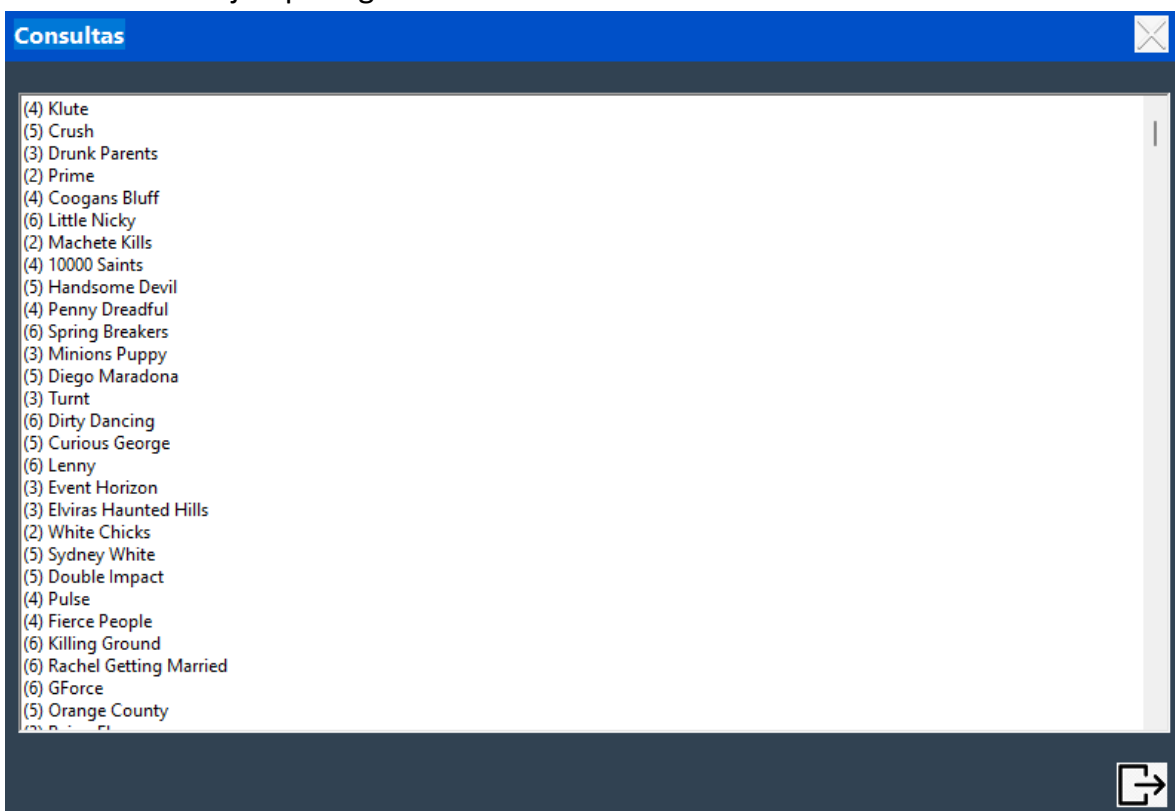 Consultas
(4) Klute
(5) Crush
(3) Drunk Parents
(2) Prime
(4) Coogans Bluff
(6) Little Nicky
(2) Machete Kills
(4) 10000 Saints
(5) Handsome Devil
(4) Penny Dreadful
(6) Spring Breakers
(3) Minions Puppy
(5) Diego Maradona
(3) Turnt
(6) Dirty Dancing
(5) Curious George
(6) Lenny
(3) Event Horizon
(3) Elviras Haunted Hills
(2) White Chicks
(5) Sydney White
(5) Double Impact
(4) Pulse
(4) Fierce People
(6) Killing Ground
(6) Rachel Getting Married
(6) GForce
(5) Orange County